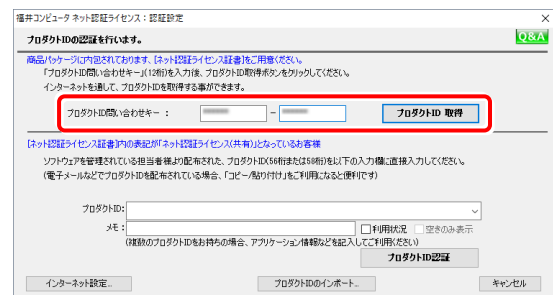 福井コンピュータ ネット認証ライセンス：認証設定
プロダクトIDの認証を行います。
Q&A
商品パッケージに内包されております、【ネット認証ライセンス証書】をご用意ください。
「プロダクトID問い合わせキー」(12桁)を入力後、プロダクトID取得ボタンをクリックしてください。
インターネットを通して、プロダクトIDを取得する事ができます。
プロダクトID問い合わせキー ： － プロダクトID 取得
【ネット認証ライセンス証書】内の表記が「ネット認証ライセンス(共有)」となっているお客様
ソフトウェアを管理されている担当者様より配布された、プロダクトID(56桁または58桁)を以下の入力欄に直接入力してください。
(電子メールなどでプロダクトIDを配布されている場合、「コピー/貼り付け」をご利用になると便利です)
プロダクトID：
メモ： 利用状況 空きのみ表示
(複数のプロダクトIDをお持ちの場合、アプリケーション情報などを記入してご利用ください)
プロダクトID認証
インターネット設定... プロダクトIDのインポート... キャンセル